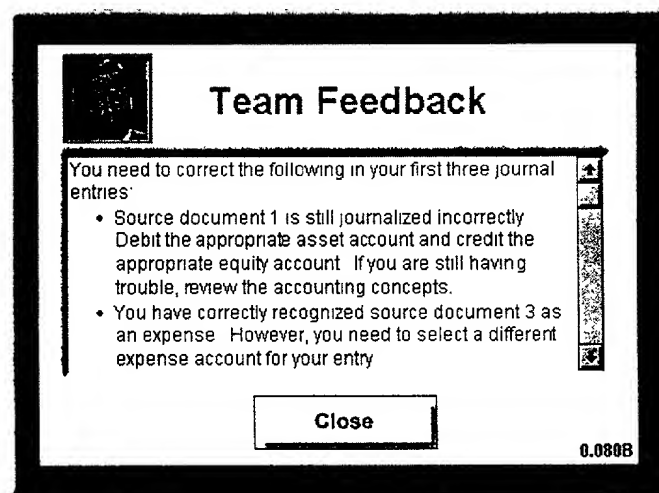 Team Feedback
You need to correct the following in your first three journal
entries:
• Source document 1 is still journalized incorrectly
Debit the appropriate asset account and credit the
appropriate equity account If you are still having
trouble, review the accounting concepts.
• You have correctly recognized source document 3 as
an expense However, you need to select a different
expense account for your entry
Close
0.080B